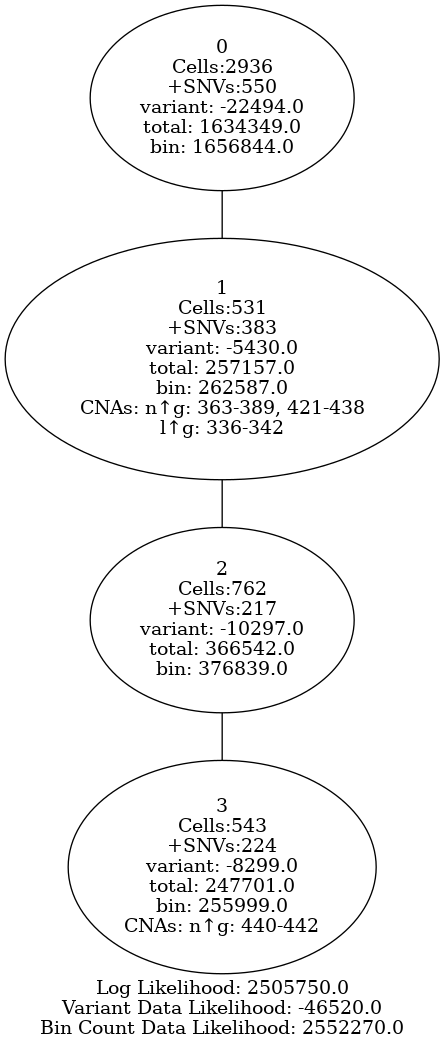 0
Cells:2936
+SNVs:550
variant: -22494.0
total: 1634349.0
bin: 1656844.0
1
Cells:531
+SNVs:383
variant: -5430.0
total: 257157.0
bin: 262587.0
CNAs: n↑g: 363-389, 421-438
l↑g: 336-342
2
Cells:762
+SNVs:217
variant: -10297.0
total: 366542.0
bin: 376839.0
3
Cells:543
+SNVs:224
variant: -8299.0
total: 247701.0
bin: 255999.0
CNAs: n↑g: 440-442
Log Likelihood: 2505750.0
Variant Data Likelihood: -46520.0
Bin Count Data Likelihood: 2552270.0